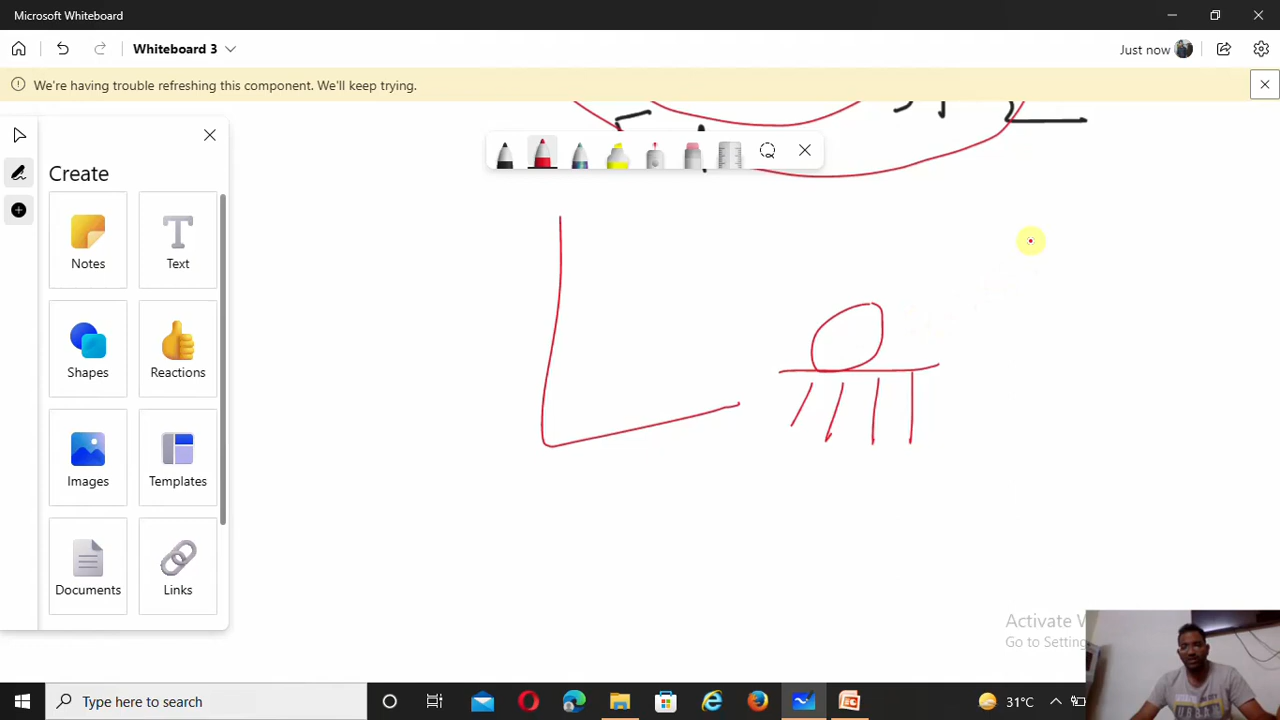 Microsoft Whiteboard
Whiteboard 3
Just now
We're having trouble refreshing this component. We'll keep trying.
Create
Notes
Text
Shapes
Reactions
Images
Templates
Documents
Links
Activate
Go to Setting
Type here to search
31°C